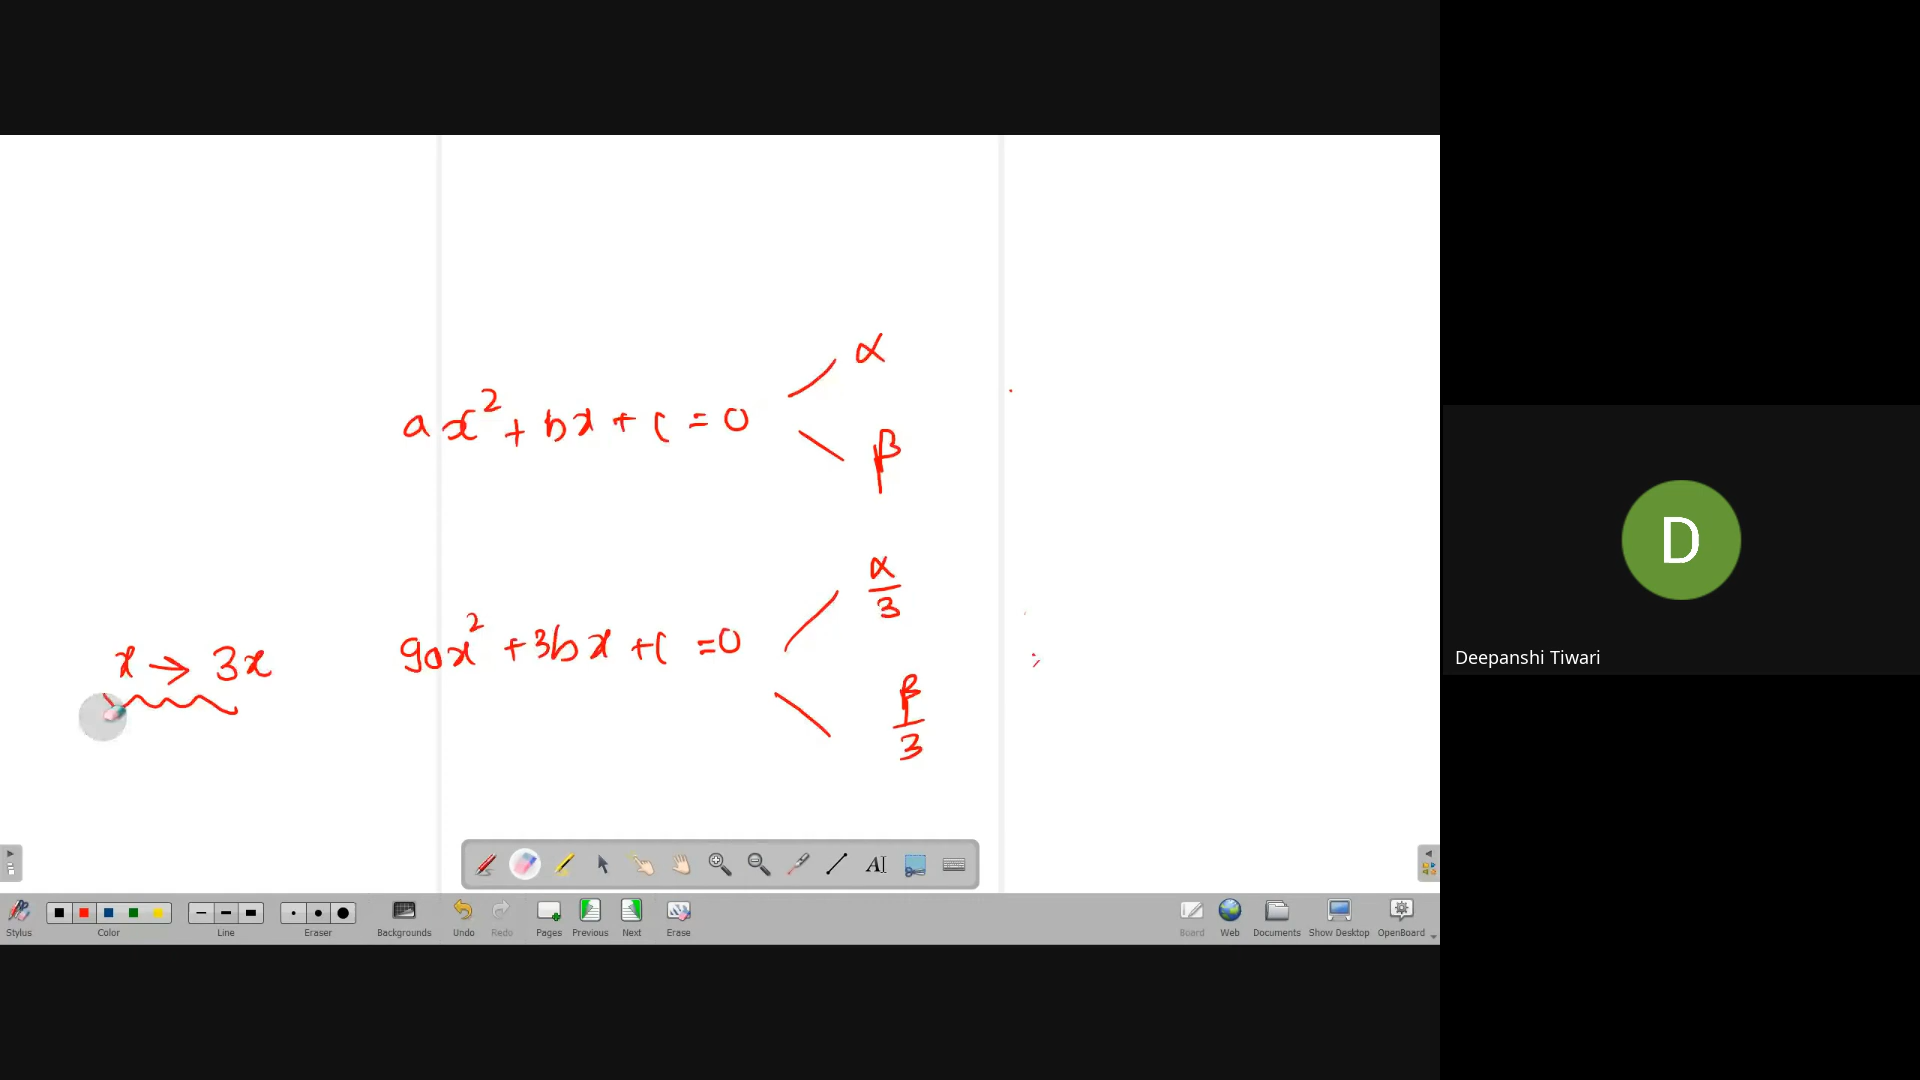 α
ax² + bx + c = 0
β
α/3
9ax² + 3bx + c = 0
x → 3x
β/3
D
Deepanshi Tiwari
AI
Stylus
Color
Line
Eraser
Backgrounds
Undo
Redo
Pages
Previous
Next
Erase
Board
Web
Documents
Show Desktop
OpenBoard